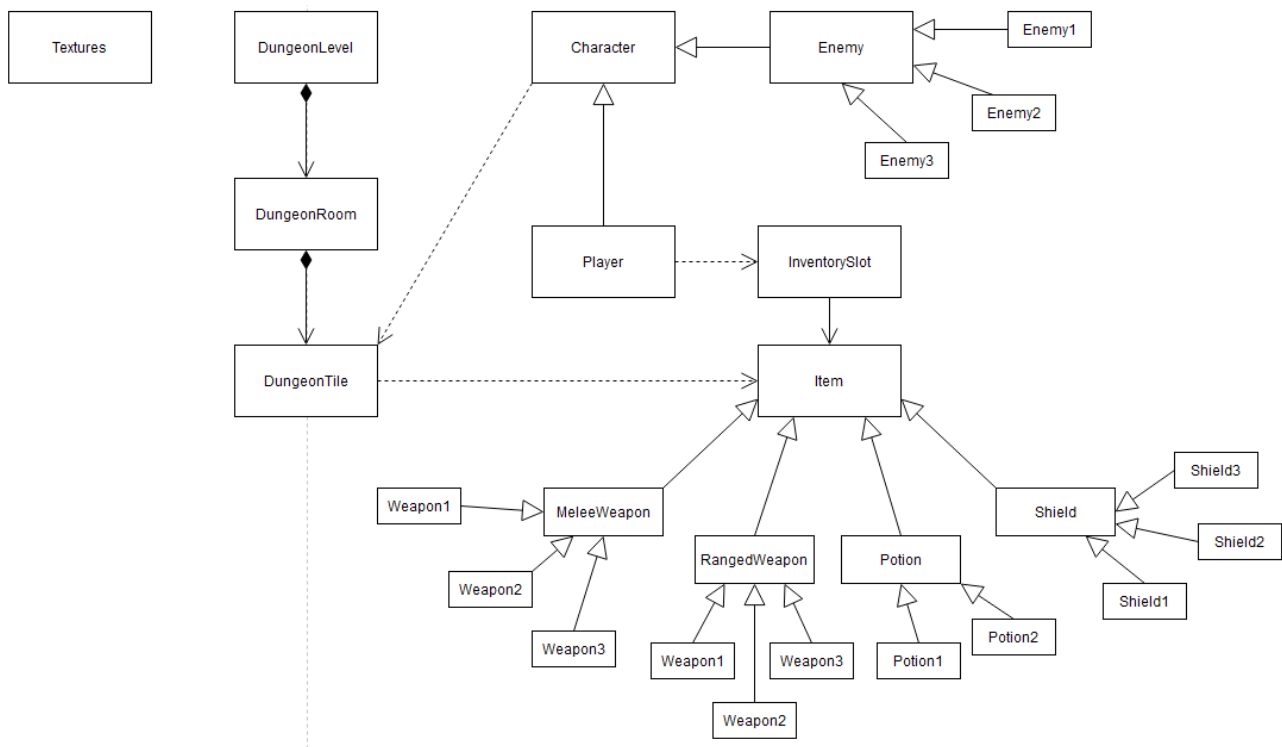 Textures
DungeonLevel
Character
Enemy
Enemy1
Enemy2
Enemy3
DungeonRoom
Player
InventorySlot
DungeonTile
Item
Shield3
Weapon1
MeleeWeapon
Shield
Shield2
RangedWeapon
Potion
Weapon2
Shield1
Weapon3
Weapon1
Weapon3
Potion1
Potion2
Weapon2